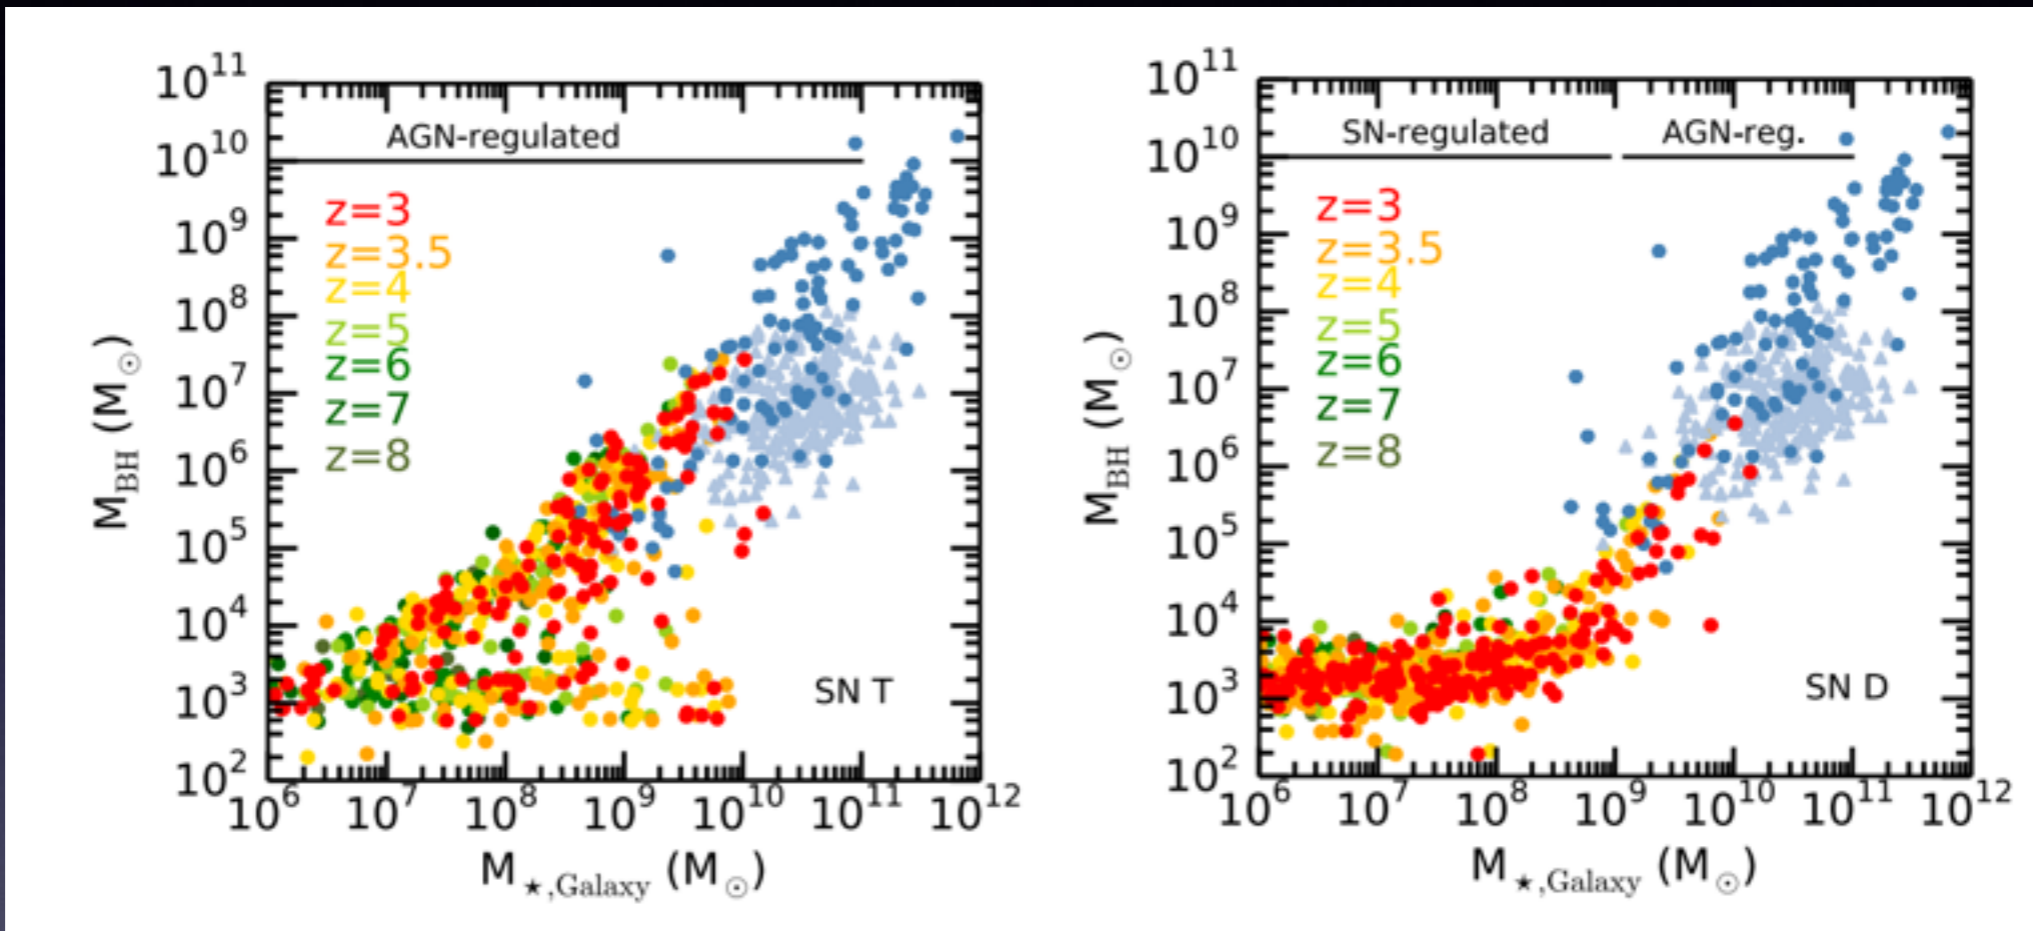 AGN-regulated
z=3
z=3.5
z=4
z=5
z=6
z=7
z=8
SN T
10^11
10^10
10^9
10^8
10^7
10^6
10^5
10^4
10^3
10^2
10^6 10^7 10^8 10^9 10^10 10^11 10^12
M_BH (M_☉)
M_⋆,Galaxy (M_☉)
SN-regulated AGN-reg.
z=3
z=3.5
z=4
z=5
z=6
z=7
z=8
SN D
10^11
10^10
10^9
10^8
10^7
10^6
10^5
10^4
10^3
10^2
10^6 10^7 10^8 10^9 10^10 10^11 10^12
M_BH (M_☉)
M_⋆,Galaxy (M_☉)